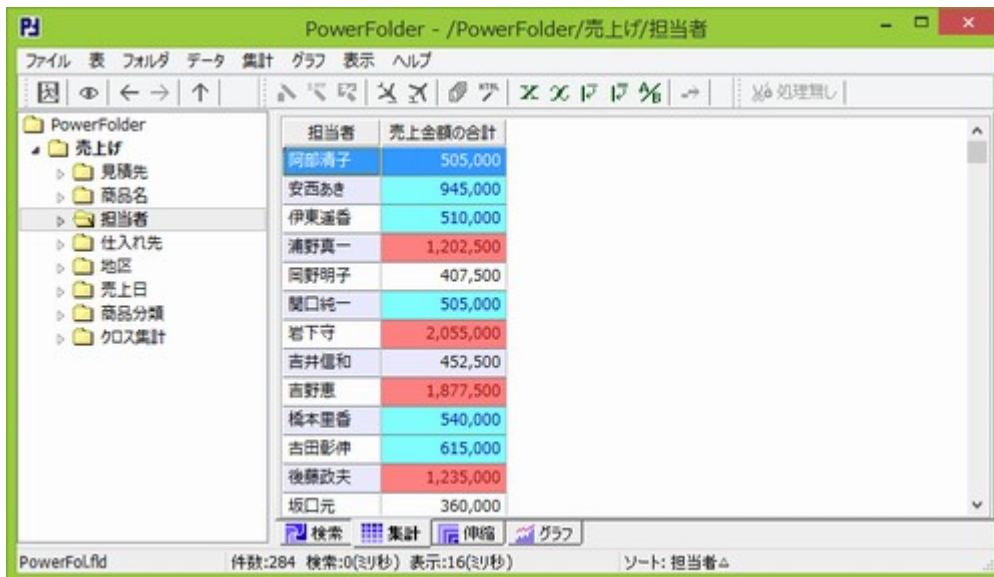 PowerFolder - /PowerFolder/売上げ/担当者
ファイル 表 フォルダ データ 集計 グラフ 表示 ヘルプ
処理無し
PowerFolder
売上げ
見積先
商品名
担当者
仕入れ先
地区
売上日
商品分類
クロス集計
担当者 売上金額の合計
阿部清子 505,000
安西あき 945,000
伊東遥香 510,000
浦野真一 1,202,500
岡野明子 407,500
関口純一 505,000
岩下守 2,055,000
吉井信和 452,500
吉野恵 1,877,500
橋本里香 540,000
古田彰伸 615,000
後藤政夫 1,235,000
坂口元 360,000
検索 集計 伸縮 グラフ
PowerFol.fld 件数:284 検索:0(ミリ秒) 表示:16(ミリ秒) ソート: 担当者△